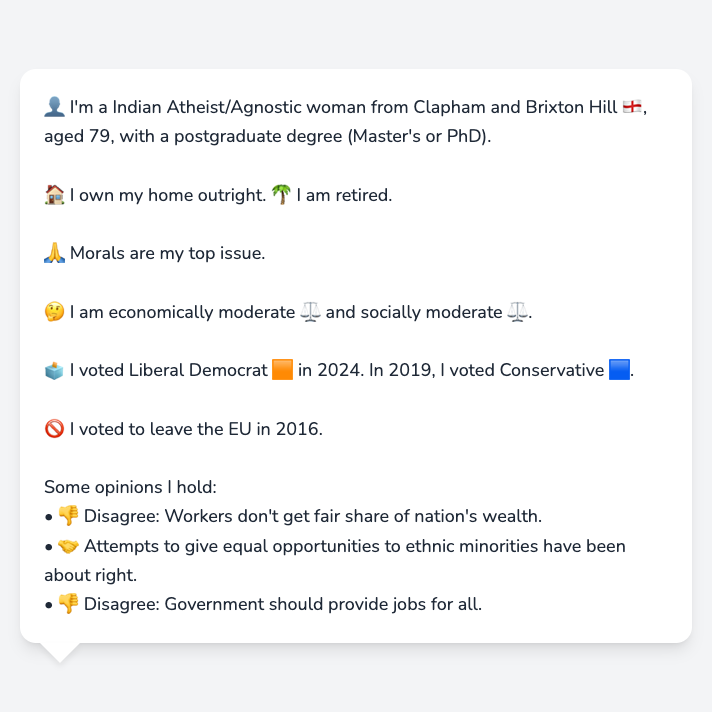 👤 I'm a Indian Atheist/Agnostic woman from Clapham and Brixton Hill 🏴󠁧󠁢󠁥󠁮󠁧󠁿,
aged 79, with a postgraduate degree (Master's or PhD).
🏠 I own my home outright. 🌴 I am retired.
🙏 Morals are my top issue.
🤔 I am economically moderate ⚖️ and socially moderate ⚖️.
🗳️ I voted Liberal Democrat 🟧 in 2024. In 2019, I voted Conservative 🟦.
🚫 I voted to leave the EU in 2016.
Some opinions I hold:
• 👎 Disagree: Workers don't get fair share of nation's wealth.
• 🤝 Attempts to give equal opportunities to ethnic minorities have been
about right.
• 👎 Disagree: Government should provide jobs for all.